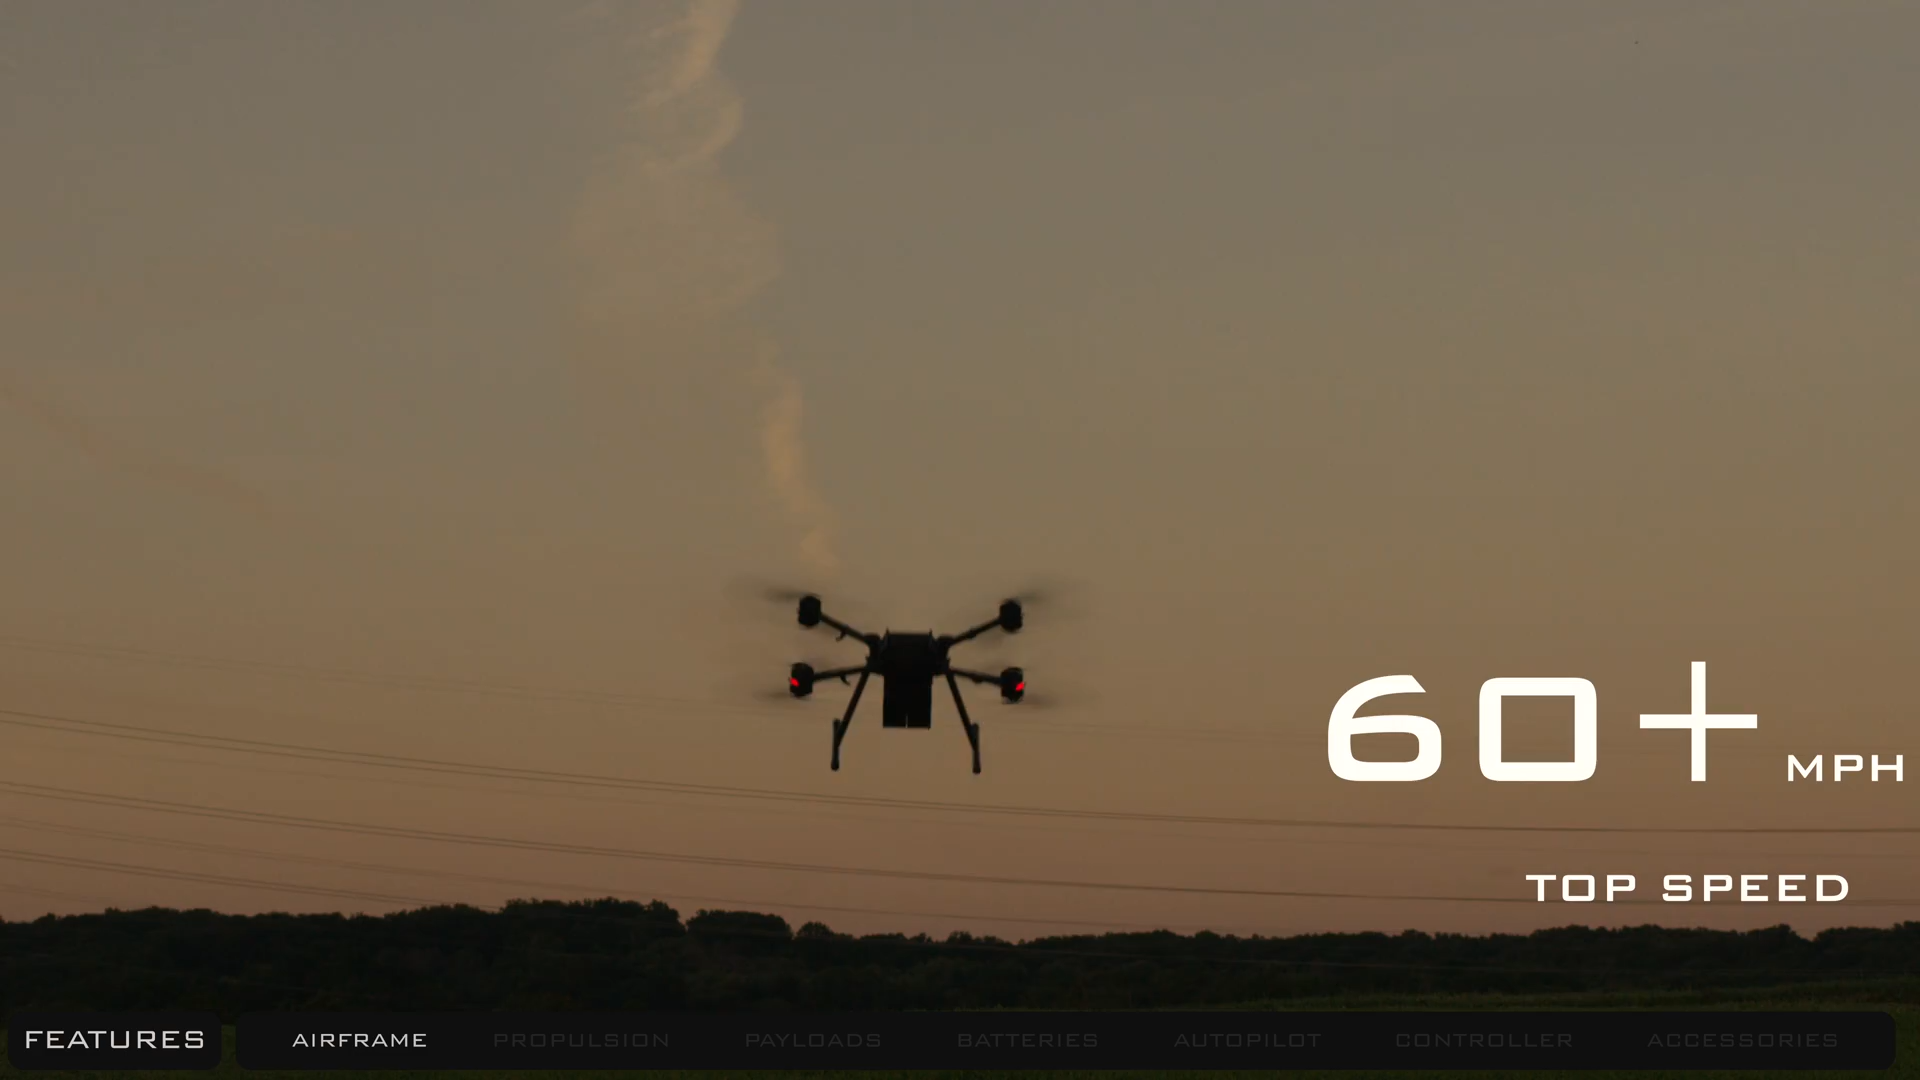 60+ MPH
TOP SPEED
FEATURES AIRFRAME PROPULSION PAYLOADS BATTERIES AUTOPILOT CONTROLLER ACCESSORIES